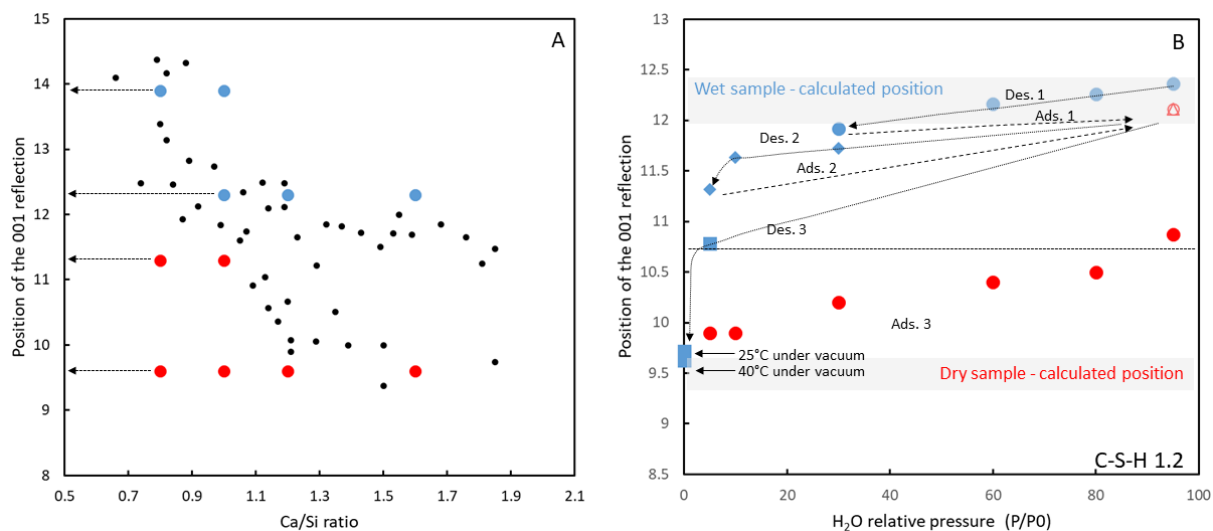 A
15
14
13
12
11
10
9
8
0.5 0.7 0.9 1.1 1.3 1.5 1.7 1.9 2.1
Ca/Si ratio
Position of the 001 reflection
B
13
12.5
12
11.5
11
10.5
10
9.5
9
8.5
0 20 40 60 80 100
H₂O relative pressure (P/P0)
Position of the 001 reflection
Wet sample - calculated position
Des. 1
Ads. 1
Des. 2
Ads. 2
Des. 3
Ads. 3
25°C under vacuum
40°C under vacuum
Dry sample - calculated position
C-S-H 1.2